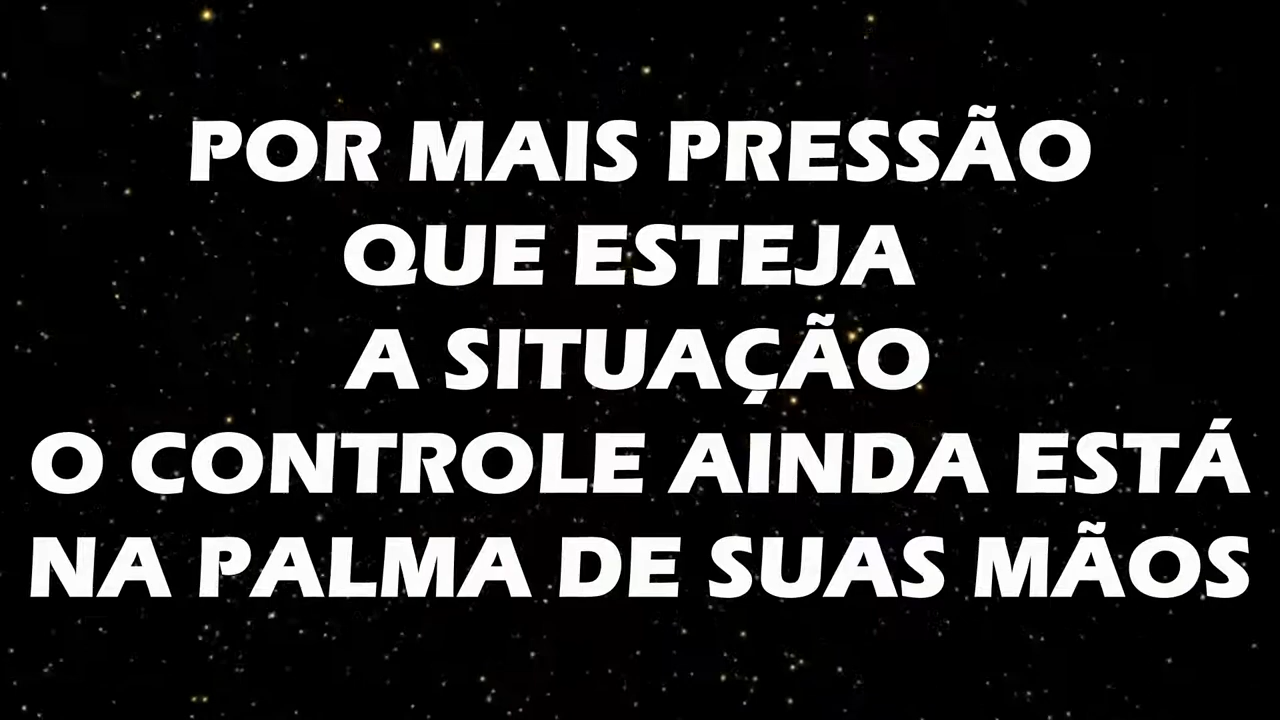 POR MAIS PRESSÃO
QUE ESTEJA
A SITUAÇÃO
O CONTROLE AINDA ESTÁ
NA PALMA DE SUAS MÃOS